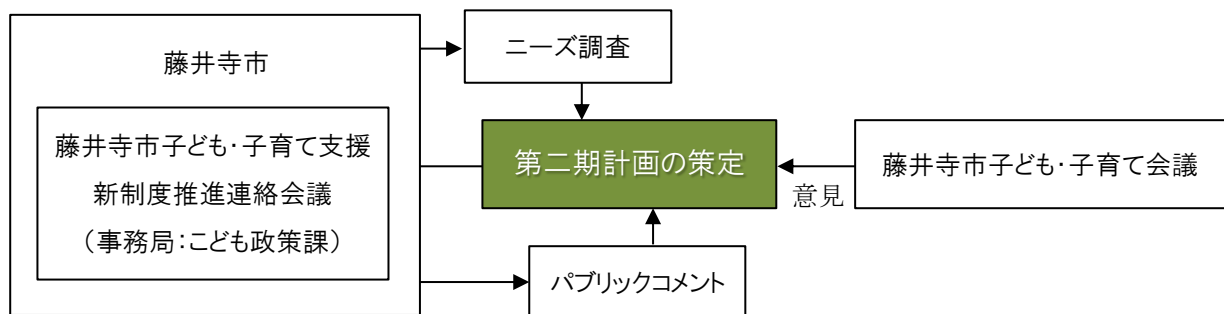 藤井寺市
藤井寺市子ども・子育て支援
新制度推進連絡会議
（事務局：こども政策課）
ニーズ調査
第二期計画の策定
パブリックコメント
意見
藤井寺市子ども・子育て会議